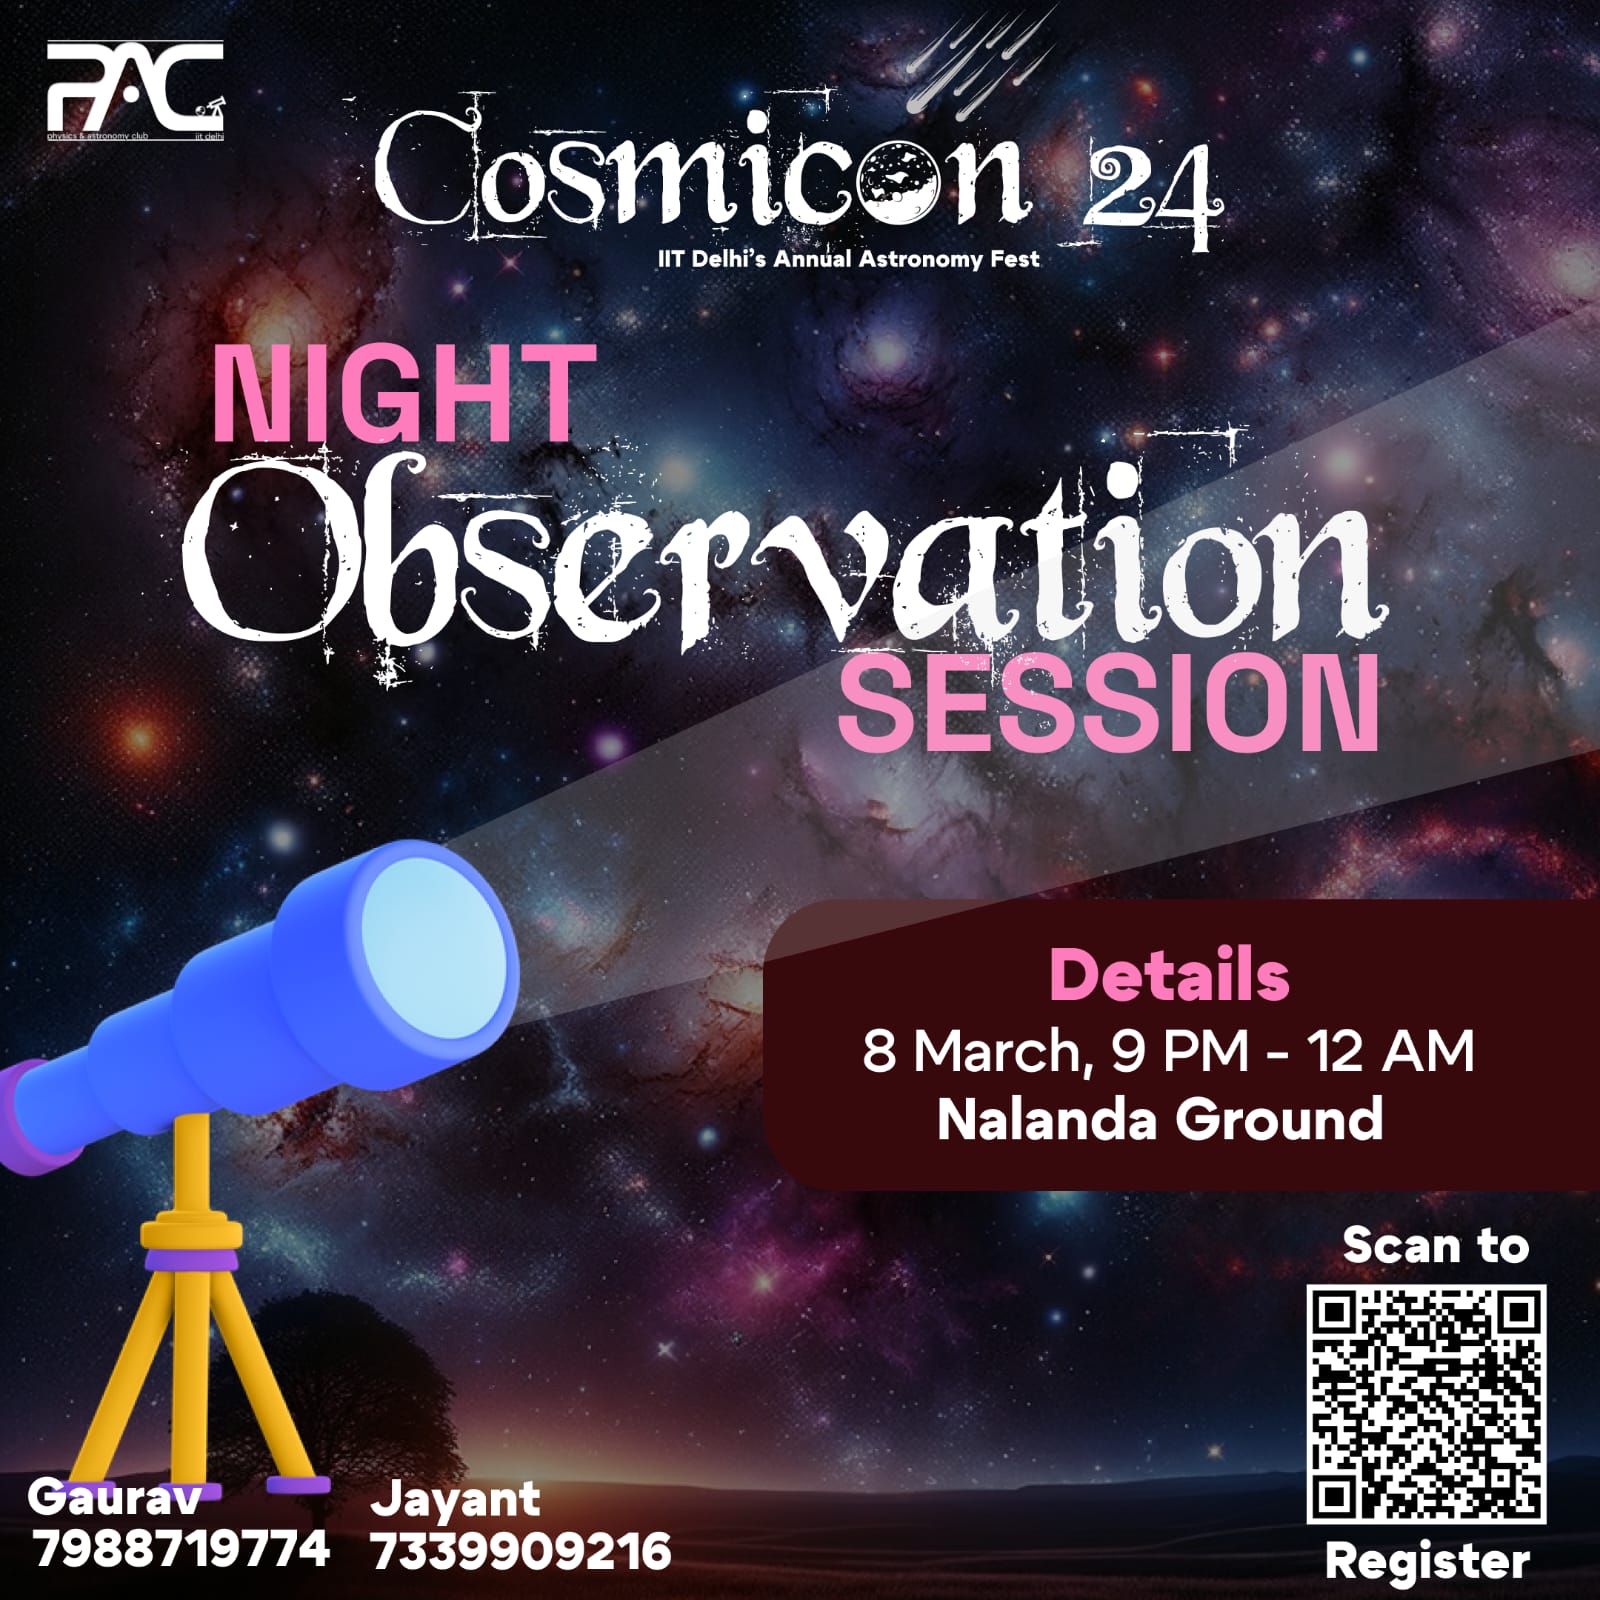 PAC
physics & astronomy club iit delhi
Cosmicon 24
IIT Delhi's Annual Astronomy Fest
NIGHT
Observation
SESSION
Details
8 March, 9 PM - 12 AM
Nalanda Ground
Scan to
Register
Gaurav
7988719774
Jayant
7339909216